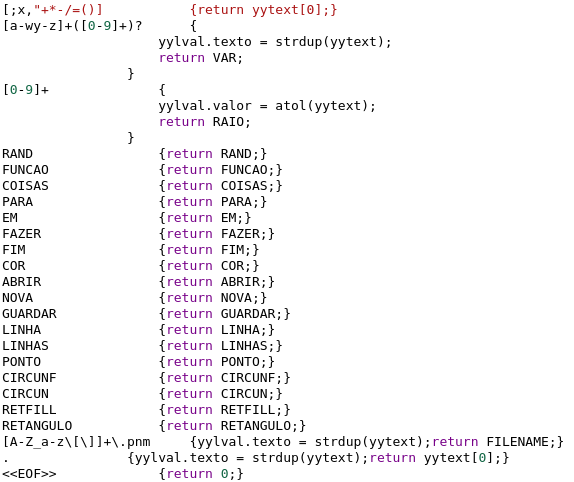 [;x,"+*-/=()]           {return yytext[0];}
[a-wy-z]+([0-9]+)?      {
                    yylval.texto = strdup(yytext);
                    return VAR;
                }
[0-9]+              {
                    yylval.valor = atol(yytext);
                    return RAIO;
                }
RAND                {return RAND;}
FUNCAO              {return FUNCAO;}
COISAS              {return COISAS;}
PARA                {return PARA;}
EM                  {return EM;}
FAZER               {return FAZER;}
FIM                 {return FIM;}
COR                 {return COR;}
ABRIR               {return ABRIR;}
NOVA                {return NOVA;}
GUARDAR             {return GUARDAR;}
LINHA               {return LINHA;}
LINHAS              {return LINHAS;}
PONTO               {return PONTO;}
CIRCUNF             {return CIRCUNF;}
CIRCUN              {return CIRCUN;}
RETFILL             {return RETFILL;}
RETANGULO           {return RETANGULO;}
[A-Z_a-z\[\]]+\.pnm     {yylval.texto = strdup(yytext);return FILENAME;}
.               {yylval.texto = strdup(yytext);return yytext[0];}
<<EOF>>             {return 0;}